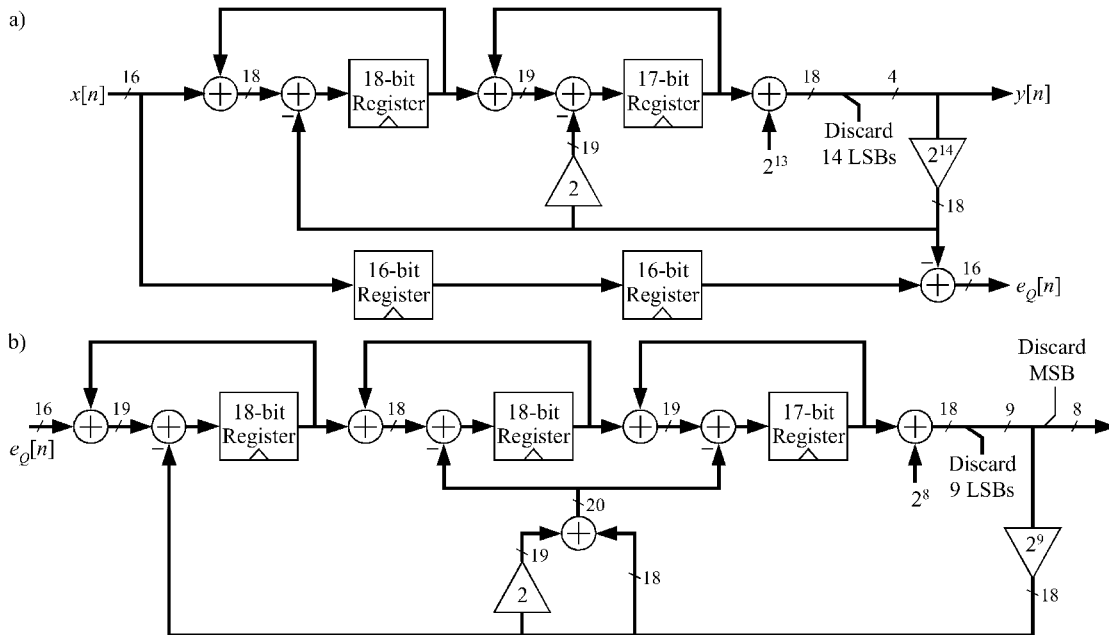 a)
16
x[n]
18
−
18-bit
Register
19
−
17-bit
Register
18
4
y[n]
Discard
14 LSBs
2^13
2^14
19
2
18
16-bit
Register
16-bit
Register
−
16
e_Q[n]
b)
16
e_Q[n]
19
−
18-bit
Register
18
−
18-bit
Register
19
−
17-bit
Register
18
9
8
Discard
MSB
Discard
9 LSBs
2^8
20
19
2
18
2^9
18